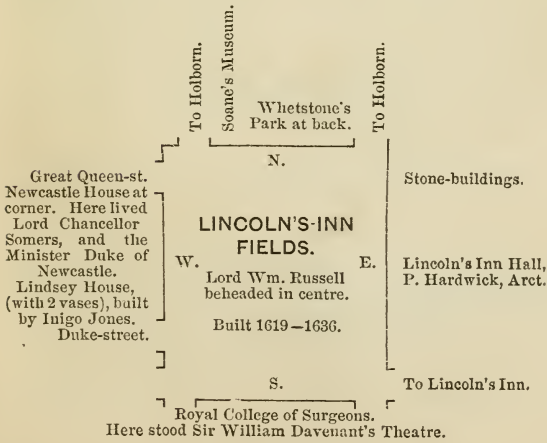 To Holborn.
Soane's Museum.
Whetstone's
Park at back.
To Holborn.
N.
Great Queen-st.
Newcastle House at
corner. Here lived
Lord Chancellor
Somers, and the
Minister Duke of
Newcastle.
Lindsey House,
(with 2 vases), built
by Inigo Jones.
Duke-street.
W.
LINCOLN'S-INN
FIELDS.
Lord Wm. Russell
beheaded in centre.
Built 1619—1636.
E.
Stone-buildings.
Lincoln's Inn Hall,
P. Hardwick, Arct.
S.
To Lincoln's Inn.
Royal College of Surgeons.
Here stood Sir William Davenant's Theatre.